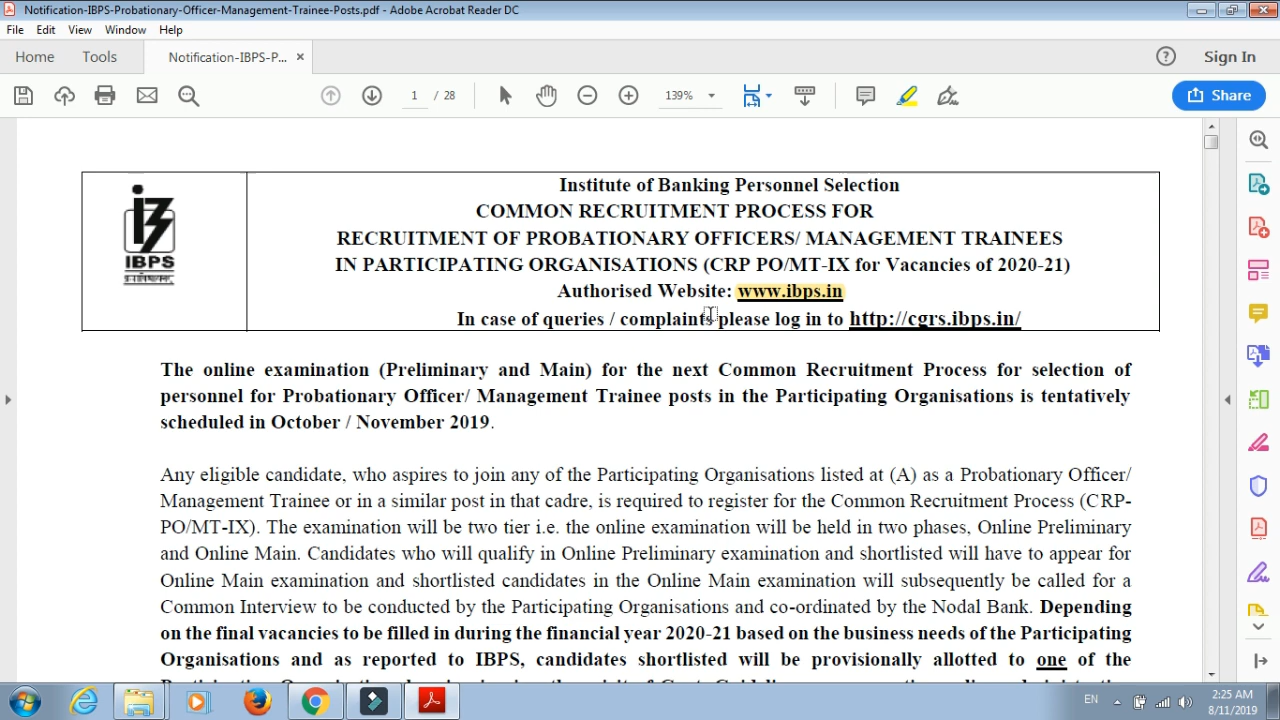 Notification-IBPS-Probationary-Officer-Management-Trainee-Posts.pdf - Adobe Acrobat Reader DC
File Edit View Window Help
Home Tools Notification-IBPS-P... × Sign In
1 / 28 139% Share
IBPS
Institute of Banking Personnel Selection
COMMON RECRUITMENT PROCESS FOR
RECRUITMENT OF PROBATIONARY OFFICERS/ MANAGEMENT TRAINEES
IN PARTICIPATING ORGANISATIONS (CRP PO/MT-IX for Vacancies of 2020-21)
Authorised Website: www.ibps.in
In case of queries / complaints please log in to http://cgrs.ibps.in/
The online examination (Preliminary and Main) for the next Common Recruitment Process for selection of
personnel for Probationary Officer/ Management Trainee posts in the Participating Organisations is tentatively
scheduled in October / November 2019.
Any eligible candidate, who aspires to join any of the Participating Organisations listed at (A) as a Probationary Officer/
Management Trainee or in a similar post in that cadre, is required to register for the Common Recruitment Process (CRP-
PO/MT-IX). The examination will be two tier i.e. the online examination will be held in two phases, Online Preliminary
and Online Main. Candidates who will qualify in Online Preliminary examination and shortlisted will have to appear for
Online Main examination and shortlisted candidates in the Online Main examination will subsequently be called for a
Common Interview to be conducted by the Participating Organisations and co-ordinated by the Nodal Bank. Depending
on the final vacancies to be filled in during the financial year 2020-21 based on the business needs of the Participating
Organisations and as reported to IBPS, candidates shortlisted will be provisionally allotted to one of the
EN 2:25 AM
8/11/2019